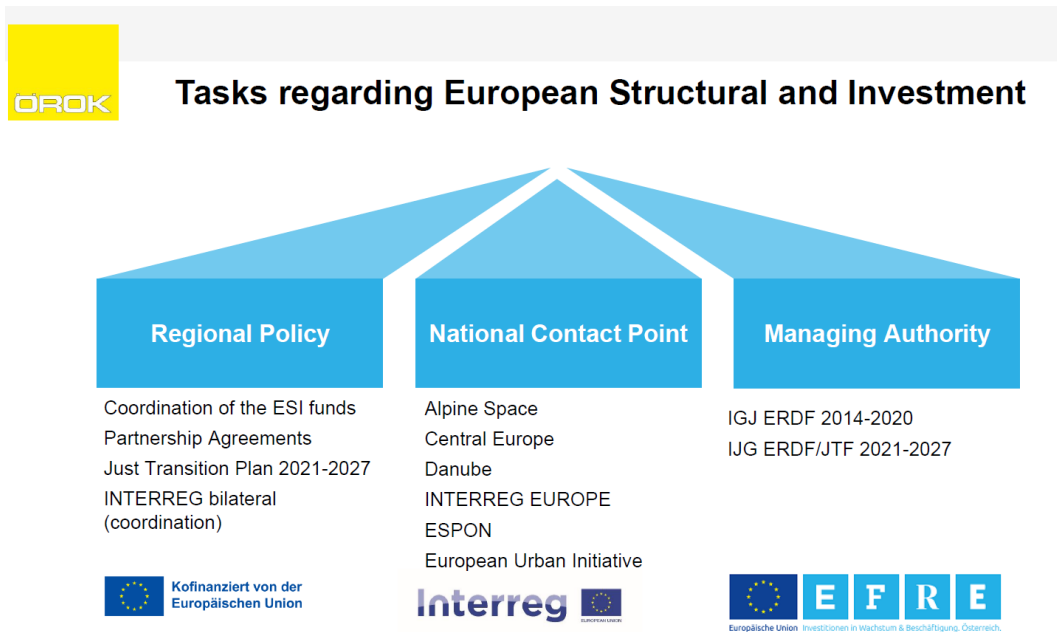 ÖROK
Tasks regarding European Structural and Investment
Regional Policy
Coordination of the ESI funds
Partnership Agreements
Just Transition Plan 2021-2027
INTERREG bilateral
(coordination)
National Contact Point
Alpine Space
Central Europe
Danube
INTERREG EUROPE
ESPON
European Urban Initiative
Managing Authority
IGJ ERDF 2014-2020
IJG ERDF/JTF 2021-2027
Kofinanziert von der
Europäischen Union
Interreg
EUROPEAN UNION
EFRE
Europäische Union Investitionen in Wachstum & Beschäftigung. Österreich.